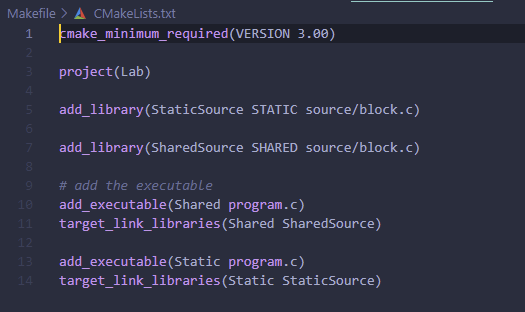 Makefile > CMakeLists.txt
1 cmake_minimum_required(VERSION 3.00)
2
3 project(Lab)
4
5 add_library(StaticSource STATIC source/block.c)
6
7 add_library(SharedSource SHARED source/block.c)
8
9 # add the executable
10 add_executable(Shared program.c)
11 target_link_libraries(Shared SharedSource)
12
13 add_executable(Static program.c)
14 target_link_libraries(Static StaticSource)